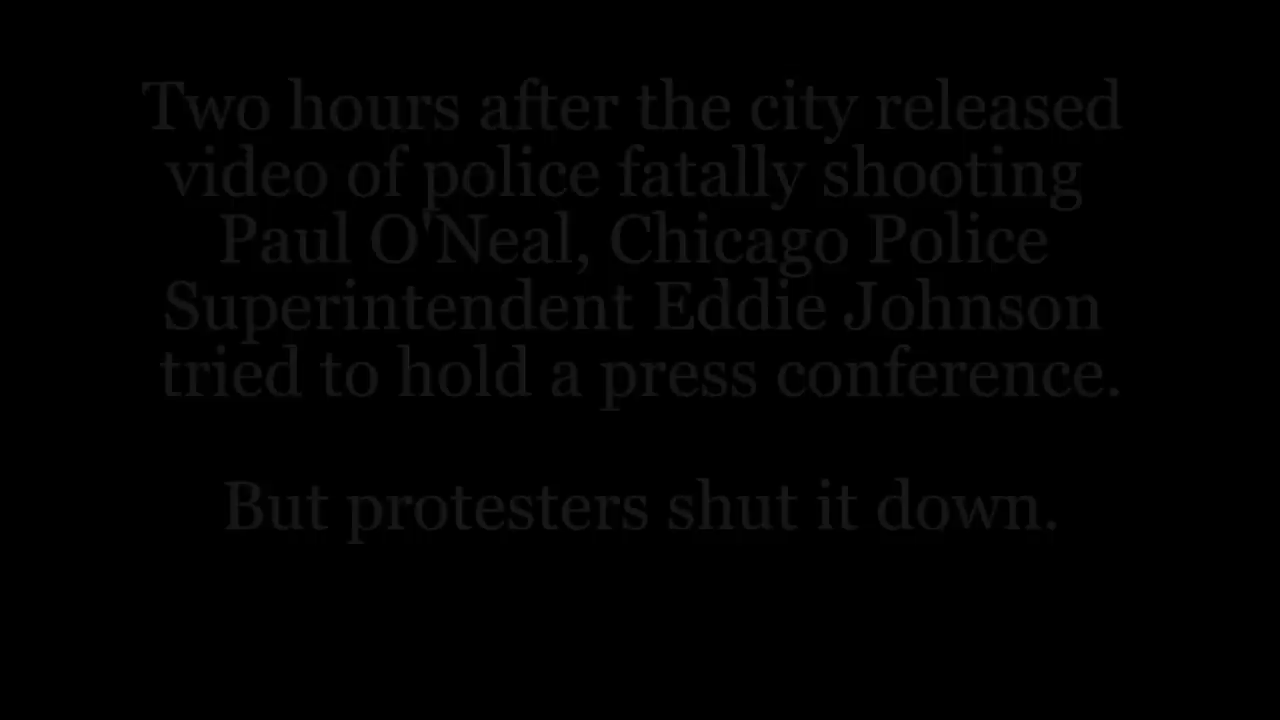 Two hours after the city released
video of police fatally shooting
Paul O'Neal, Chicago Police
Superintendent Eddie Johnson
tried to hold a press conference.
But protesters shut it down.